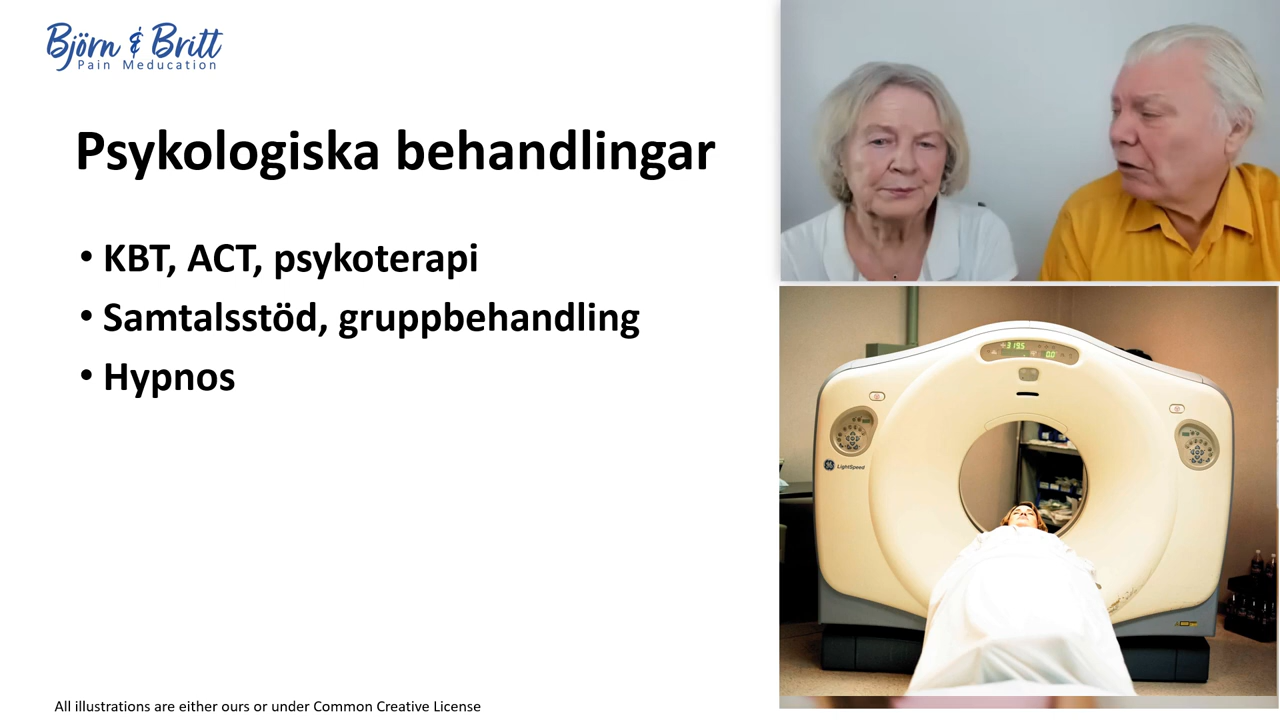 Björn & Britt
Pain Meducation
Psykologiska behandlingar
• KBT, ACT, psykoterapi
• Samtalsstöd, gruppbehandling
• Hypnos
LightSpeed
All illustrations are either ours or under Common Creative License